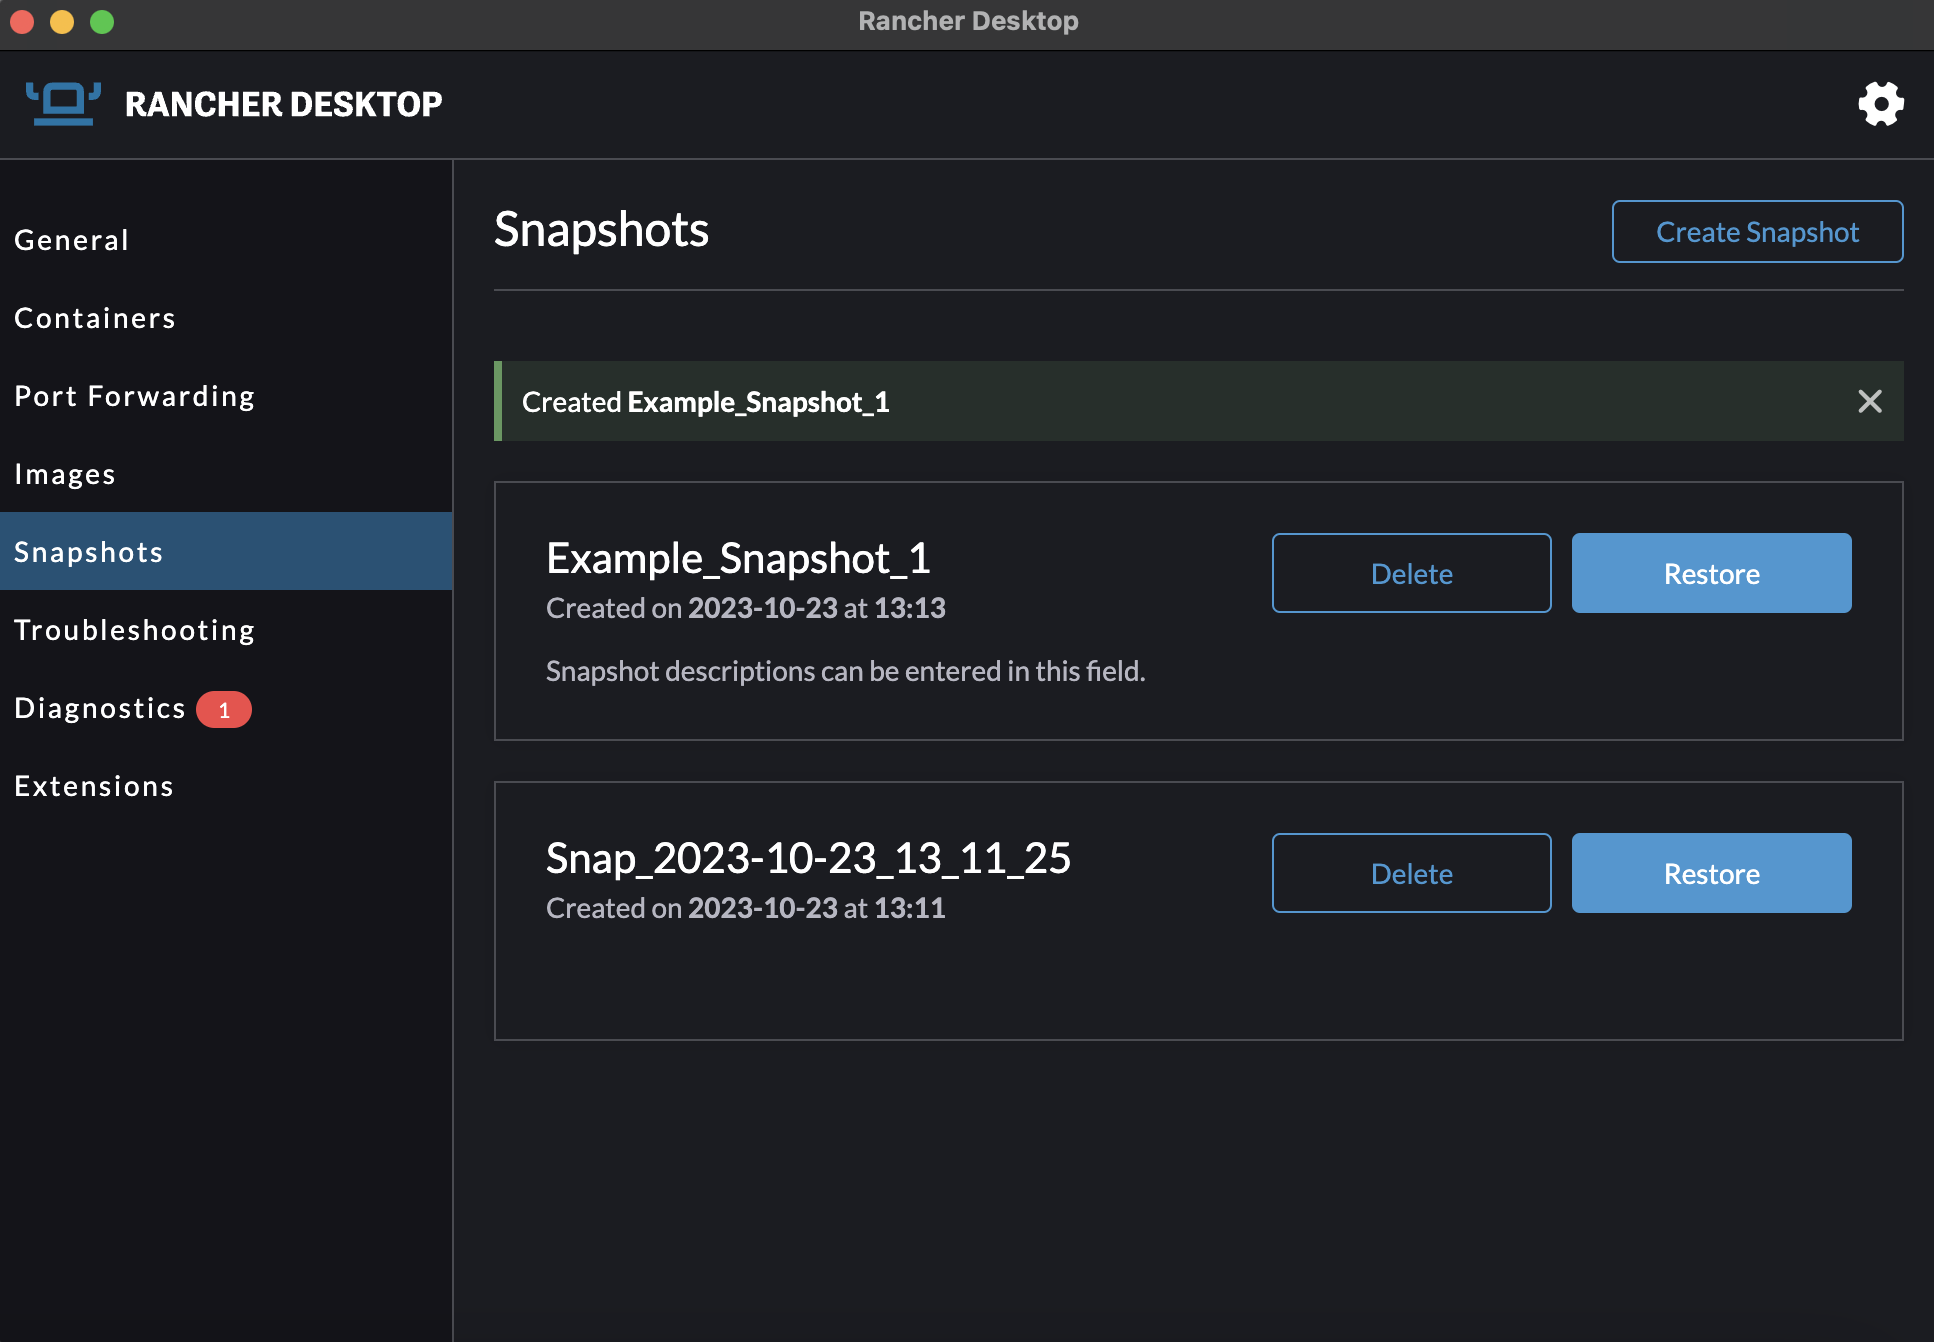 Rancher Desktop
RANCHER DESKTOP
General
Containers
Port Forwarding
Images
Snapshots
Troubleshooting
Diagnostics 1
Extensions
Snapshots
Create Snapshot
Created Example_Snapshot_1
Example_Snapshot_1
Created on 2023-10-23 at 13:13
Snapshot descriptions can be entered in this field.
Delete
Restore
Snap_2023-10-23_13_11_25
Created on 2023-10-23 at 13:11
Delete
Restore